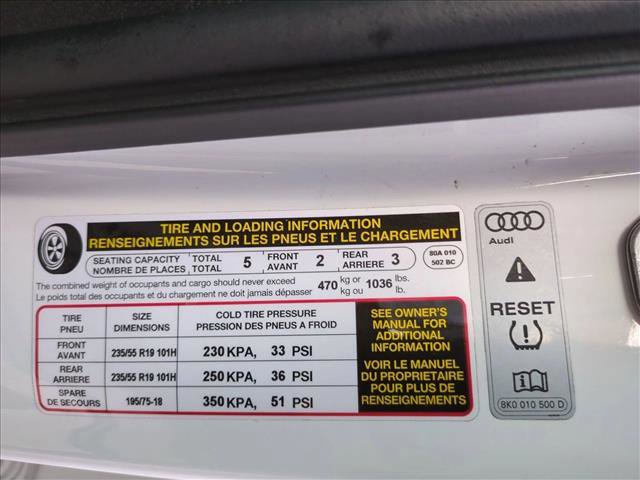 TIRE AND LOADING INFORMATION
RENSEIGNEMENTS SUR LES PNEUS ET LE CHARGEMENT
SEATING CAPACITY TOTAL 5 FRONT 2 REAR 3
NOMBRE DE PLACES TOTAL AVANT ARRIERE
80A 010
502 BC
The combined weight of occupants and cargo should never exceed 470 kg or 1036 lbs.
Le poids total des occupants et du chargement ne doit jamais dépasser kg ou lb.
TIRE
PNEU
SIZE
DIMENSIONS
COLD TIRE PRESSURE
PRESSION DES PNEUS A FROID
FRONT
AVANT
235/55 R19 101H
230 KPA, 33 PSI
REAR
ARRIERE
235/55 R19 101H
250 KPA, 36 PSI
SPARE
DE SECOURS
195/75-18
350 KPA, 51 PSI
SEE OWNER'S
MANUAL FOR
ADDITIONAL
INFORMATION
VOIR LE MANUEL
DU PROPRIETAIRE
POUR PLUS DE
RENSEIGNEMENTS
Audi
RESET
8K0 010 500 D